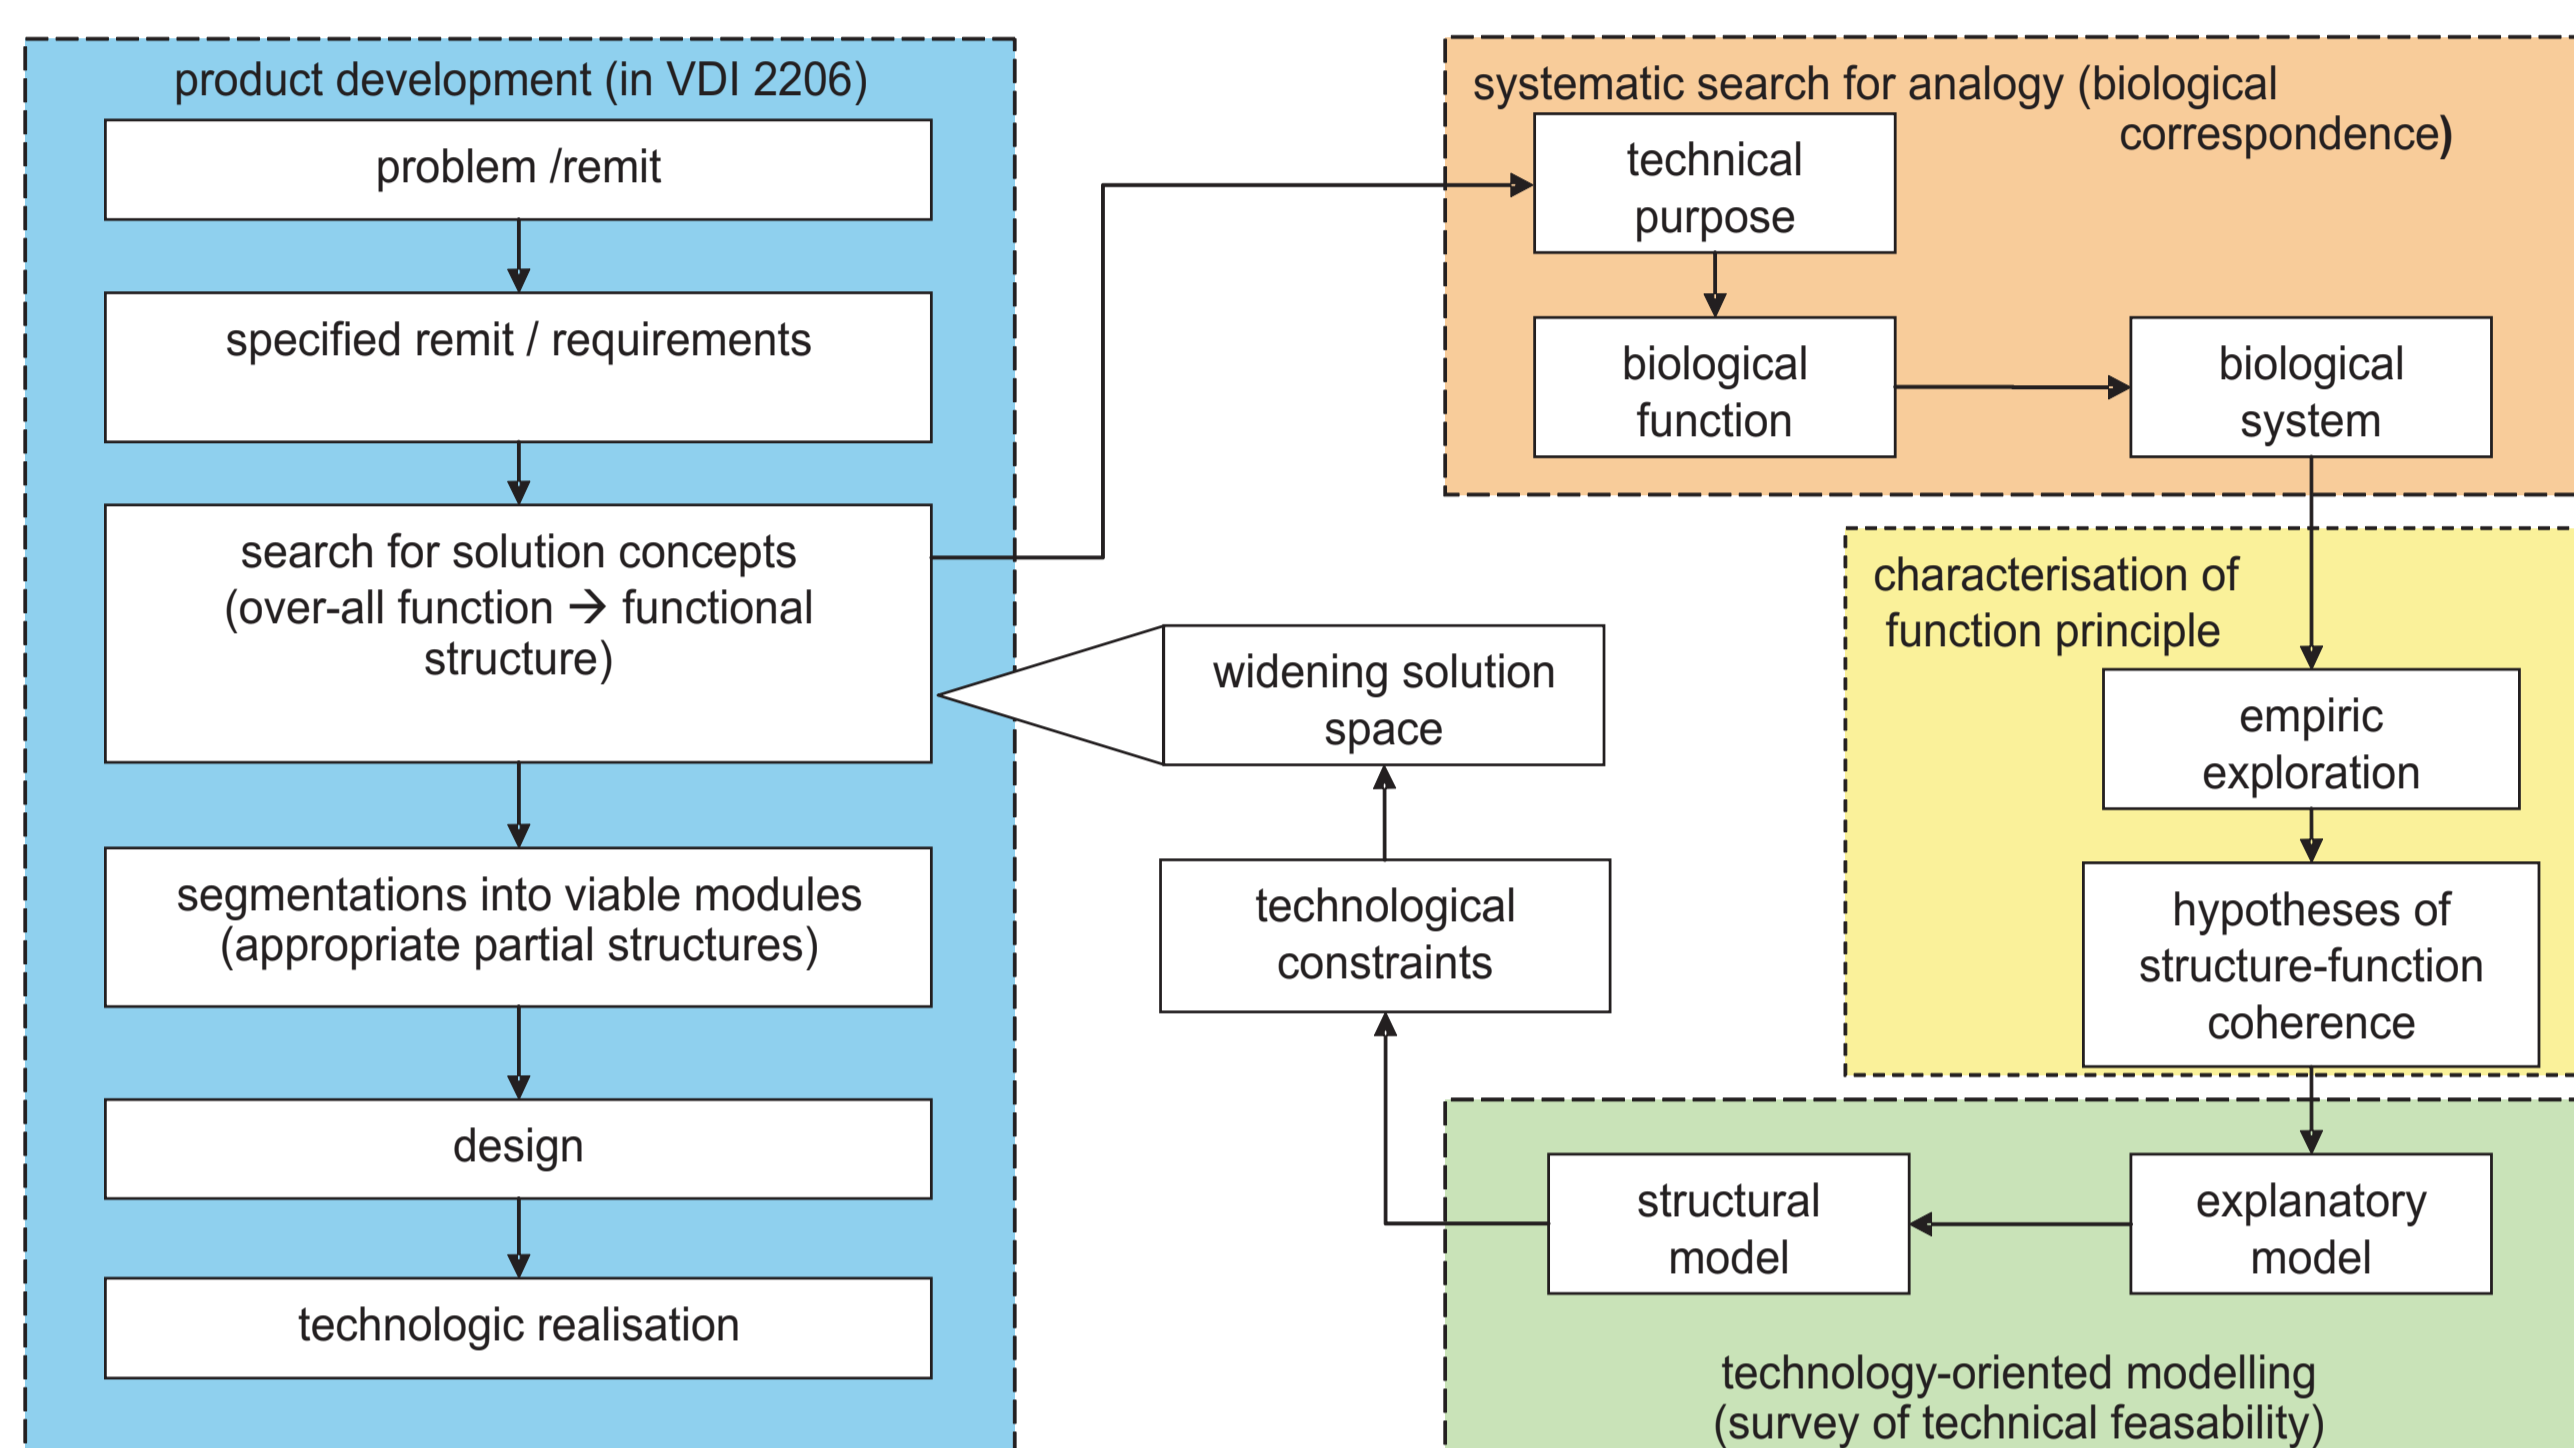 product development (in VDI 2206)
problem /remit
specified remit / requirements
search for solution concepts
(over-all function → functional
structure)
segmentations into viable modules
(appropriate partial structures)
design
technologic realisation
widening solution
space
technological
constraints
systematic search for analogy (biological
correspondence)
technical
purpose
biological
function
biological
system
characterisation of
function principle
empiric
exploration
hypotheses of
structure-function
coherence
structural
model
explanatory
model
technology-oriented modelling
(survey of technical feasability)